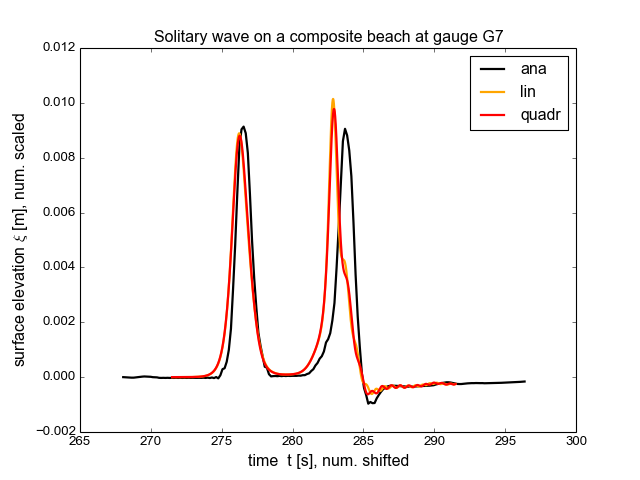 Solitary wave on a composite beach at gauge G7
0.012
0.010
0.008
0.006
0.004
0.002
0.000
−0.002
surface elevation ξ [m], num. scaled
ana
lin
quadr
265 270 275 280 285 290 295 300
time t [s], num. shifted